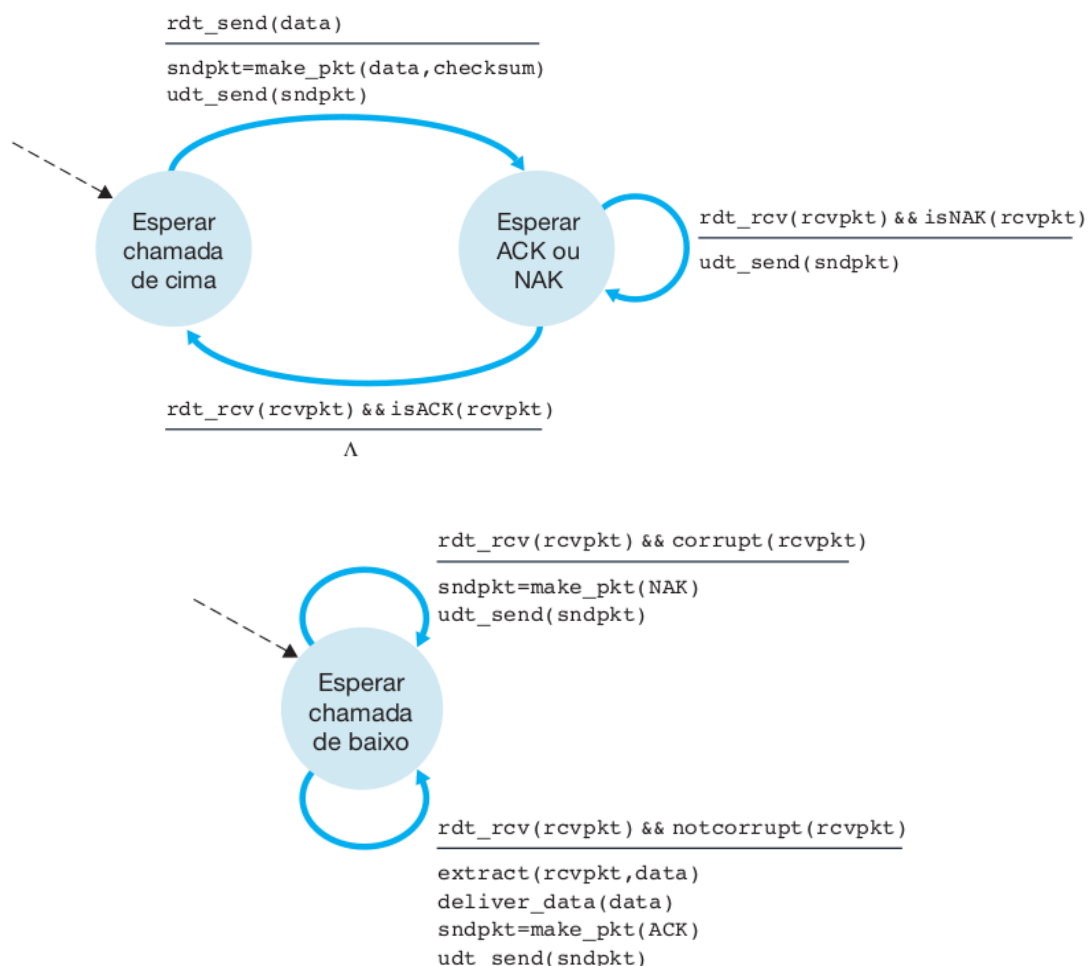 rdt_send(data)
sndpkt=make_pkt(data,checksum)
udt_send(sndpkt)
Esperar
chamada
de cima
Esperar
ACK ou
NAK
rdt_rcv(rcvpkt) && isNAK(rcvpkt)
udt_send(sndpkt)
rdt_rcv(rcvpkt) && isACK(rcvpkt)
Λ
rdt_rcv(rcvpkt) && corrupt(rcvpkt)
sndpkt=make_pkt(NAK)
udt_send(sndpkt)
Esperar
chamada
de baixo
rdt_rcv(rcvpkt) && notcorrupt(rcvpkt)
extract(rcvpkt,data)
deliver_data(data)
sndpkt=make_pkt(ACK)
udt_send(sndpkt)